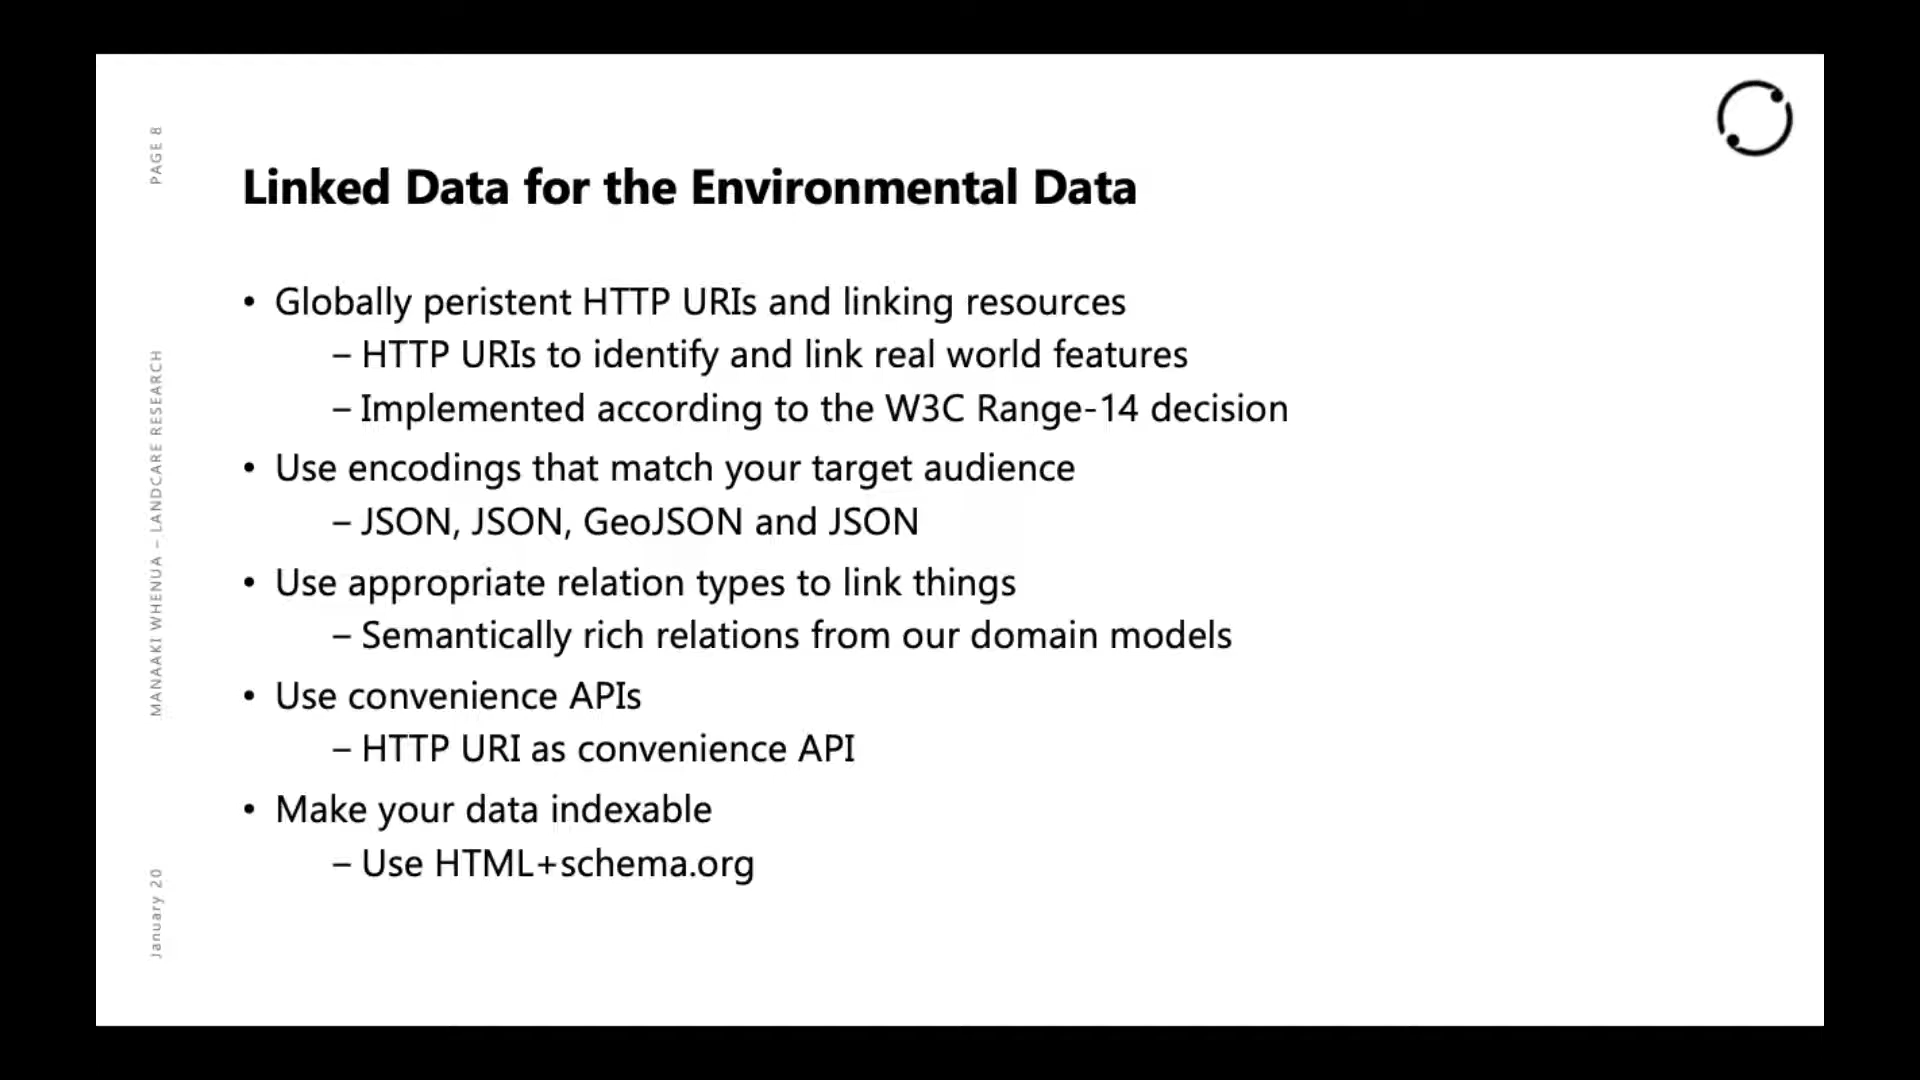 PAGE 8
MANAAKI WHENUA – LANDCARE RESEARCH
January 20
Linked Data for the Environmental Data
• Globally peristent HTTP URIs and linking resources
– HTTP URIs to identify and link real world features
– Implemented according to the W3C Range-14 decision
• Use encodings that match your target audience
– JSON, JSON, GeoJSON and JSON
• Use appropriate relation types to link things
– Semantically rich relations from our domain models
• Use convenience APIs
– HTTP URI as convenience API
• Make your data indexable
– Use HTML+schema.org